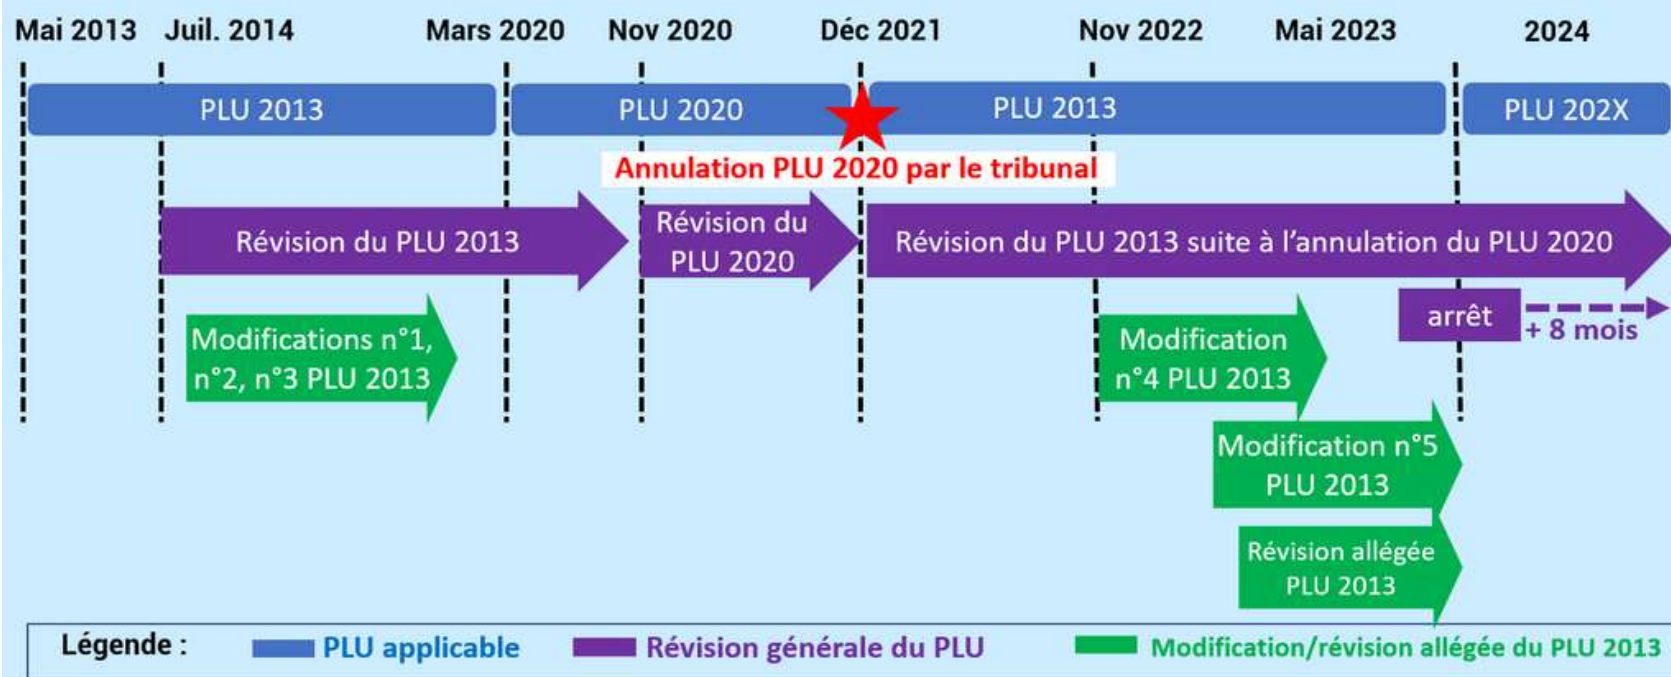 Mai 2013 Juil. 2014 Mars 2020 Nov 2020 Déc 2021 Nov 2022 Mai 2023 2024
PLU 2013 PLU 2020 PLU 2013 PLU 202X
Annulation PLU 2020 par le tribunal
Révision du PLU 2013
Révision du
PLU 2020
Révision du PLU 2013 suite à l’annulation du PLU 2020
arrêt
+ 8 mois
Modifications n°1,
n°2, n°3 PLU 2013
Modification
n°4 PLU 2013
Modification n°5
PLU 2013
Révision allégée
PLU 2013
Légende : PLU applicable Révision générale du PLU Modification/révision allégée du PLU 2013